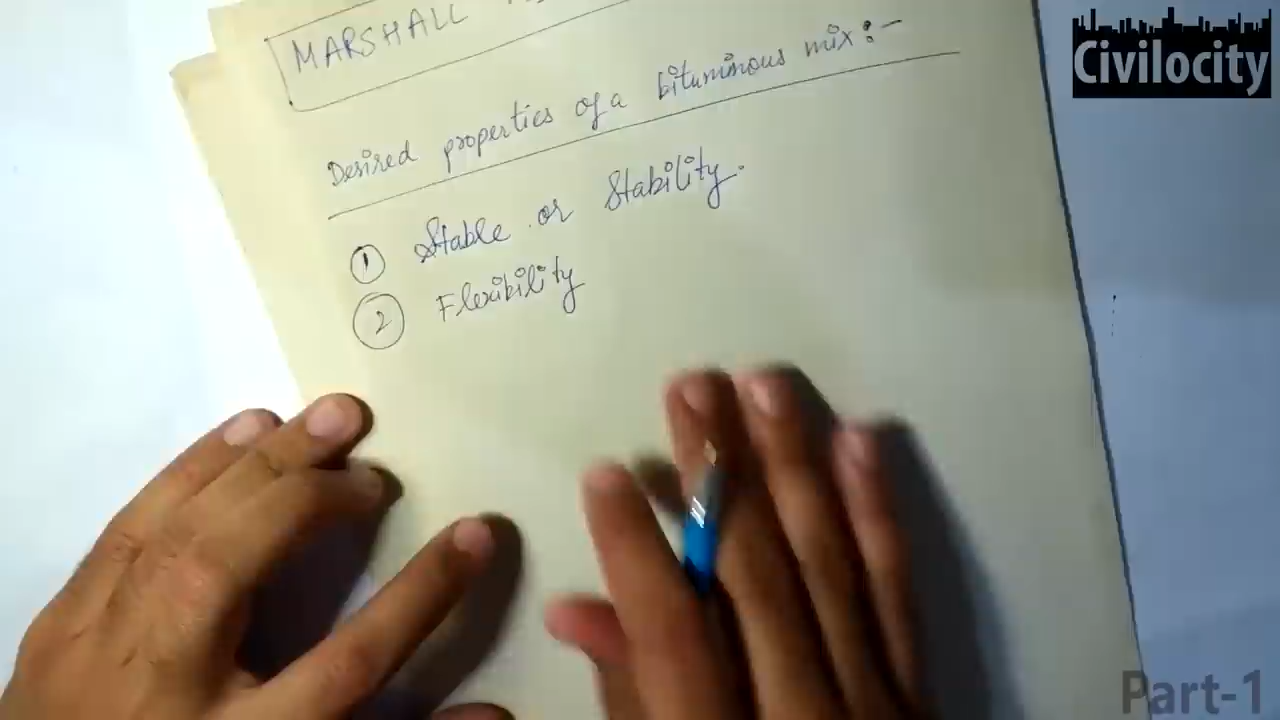 MARSHALL
Civilocity
Desired properties of a bituminous mix :-
1 Stable or Stability.
2 Flexibility
Part-1